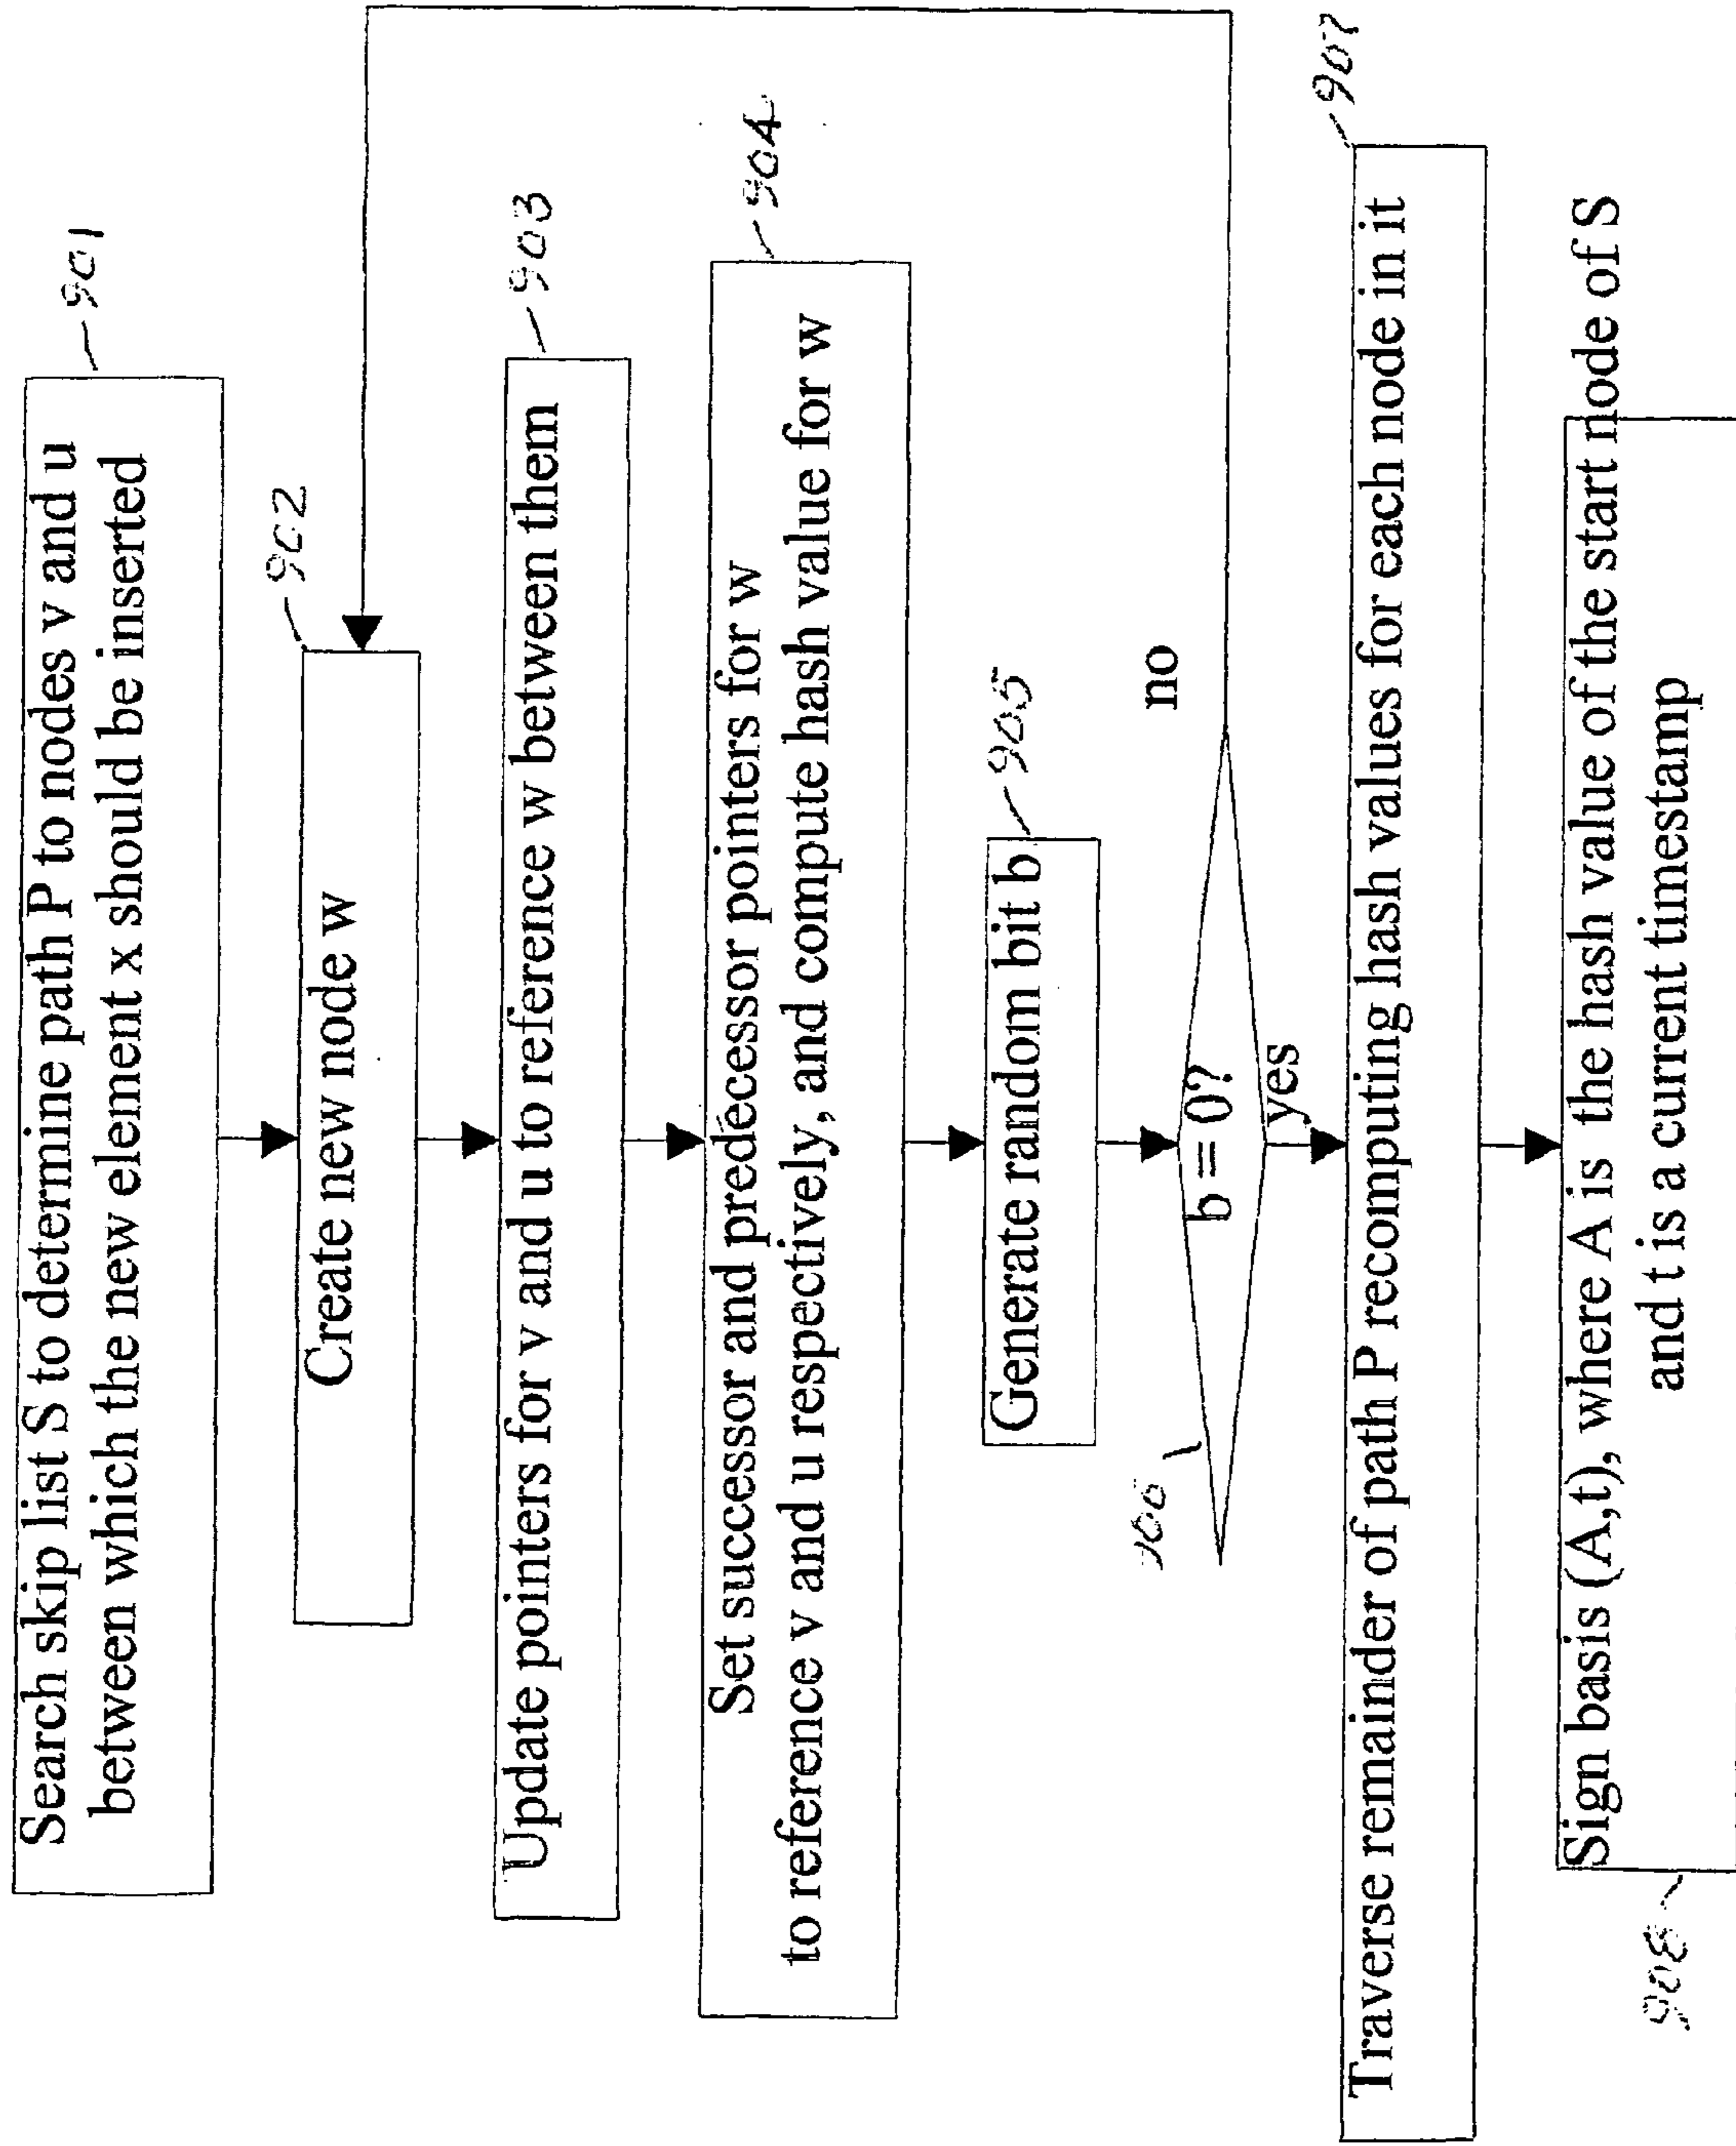 Search skip list S to determine path P to nodes v and u
between which the new element x should be inserted
901
Create new node w
902
Update pointers for v and u to reference w between them
903
Set successor and predecessor pointers for w
to reference v and u respectively, and compute hash value for w
904
Generate random bit b
905
b = 0?
no
yes
Traverse remainder of path P recomputing hash values for each node in it
907
Sign basis (A,t), where A is the hash value of the start node of S
and t is a current timestamp
908